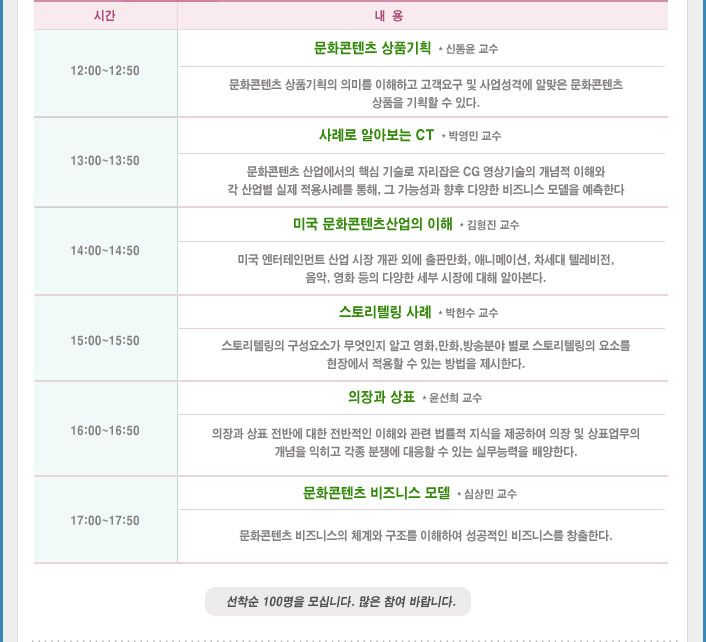 시간 내 용
문화콘텐츠 상품기획 * 신동윤 교수
12:00~12:50
문화콘텐츠 상품기획의 의미를 이해하고 고객요구 및 사업성격에 알맞은 문화콘텐츠
상품을 기획할 수 있다.
사례로 알아보는 CT * 박영민 교수
13:00~13:50
문화콘텐츠 산업에서의 핵심 기술로 자리잡은 CG 영상기술의 개념적 이해와
각 산업별 실제 적용사례를 통해, 그 가능성과 향후 다양한 비즈니스 모델을 예측한다
미국 문화콘텐츠산업의 이해 * 김형진 교수
14:00~14:50
미국 엔터테인먼트 산업 시장 개관 외에 출판만화, 애니메이션, 차세대 텔레비전,
음악, 영화 등의 다양한 세부 시장에 대해 알아본다.
스토리텔링 사례 * 박헌수 교수
15:00~15:50
스토리텔링의 구성요소가 무엇인지 알고 영화,만화,방송분야 별로 스토리텔링의 요소를
현장에서 적용할 수 있는 방법을 제시한다.
의장과 상표 * 윤선희 교수
16:00~16:50
의장과 상표 전반에 대한 전반적인 이해와 관련 법률적 지식을 제공하여 의장 및 상표업무의
개념을 익히고 각종 분쟁에 대응할 수 있는 실무능력을 배양한다.
문화콘텐츠 비즈니스 모델 * 심상민 교수
17:00~17:50
문화콘텐츠 비즈니스의 체계와 구조를 이해하여 성공적인 비즈니스를 창출한다.
선착순 100명을 모십니다. 많은 참여 바랍니다.